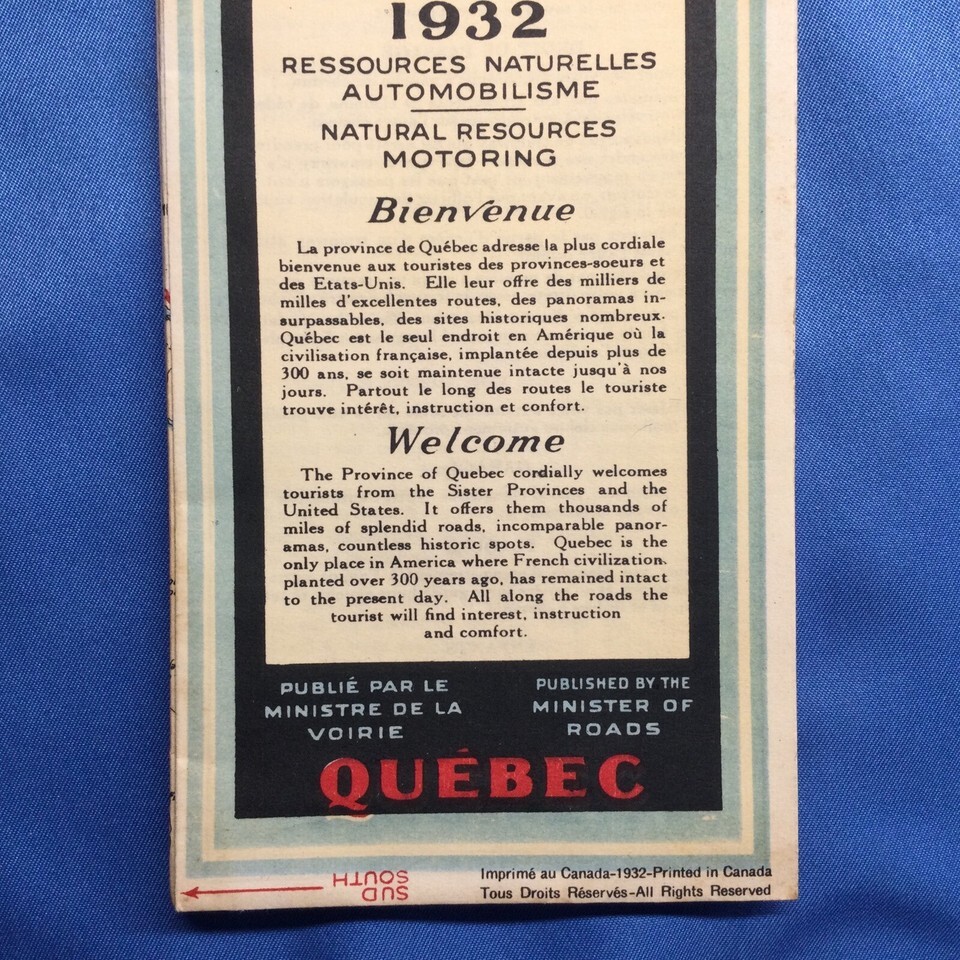 1932
RESSOURCES NATURELLES
AUTOMOBILISME
NATURAL RESOURCES
MOTORING
Bienvenue
La province de Québec adresse la plus cordiale
bienvenue aux touristes des provinces-soeurs et
des Etats-Unis. Elle leur offre des milliers de
milles d'excellentes routes, des panoramas in-
surpassables, des sites historiques nombreux.
Québec est le seul endroit en Amérique où la
civilisation française, implantée depuis plus de
300 ans, se soit maintenue intacte jusqu'à nos
jours. Partout le long des routes le touriste
trouve intérêt, instruction et confort.
Welcome
The Province of Quebec cordially welcomes
tourists from the Sister Provinces and the
United States. It offers them thousands of
miles of splendid roads, incomparable panor-
amas, countless historic spots. Quebec is the
only place in America where French civilization,
planted over 300 years ago, has remained intact
to the present day. All along the roads the
tourist will find interest, instruction
and comfort.
PUBLIÉ PAR LE
MINISTRE DE LA
VOIRIE
PUBLISHED BY THE
MINISTER OF
ROADS
QUÉBEC
SUD
SOUTH
Imprimé au Canada-1932-Printed in Canada
Tous Droits Réservés-All Rights Reserved